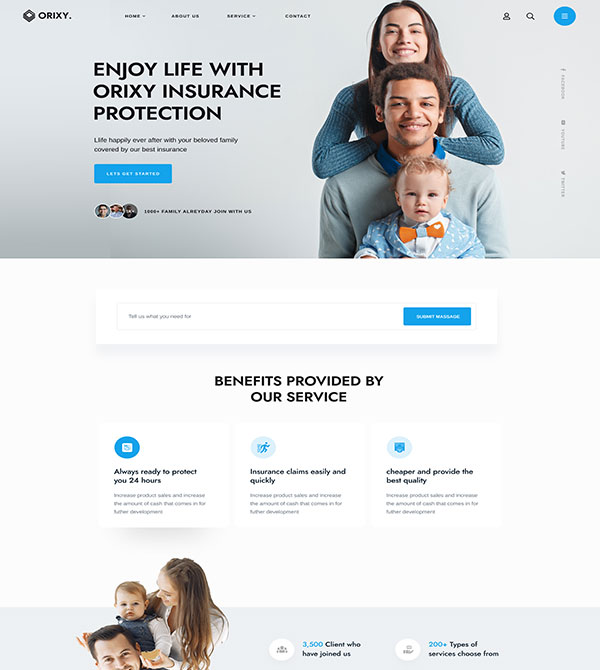 ORIXY.
HOME
ABOUT US
SERVICE
CONTACT
ENJOY LIFE WITH
ORIXY INSURANCE
PROTECTION
Llife happily ever after with your beloved family
covered by our best insurance
LETS GET STARTED
1000+ FAMILY ALREYDAY JOIN WITH US
FACEBOOK
YOUTUBE
TWITTER
Tell us what you need for
SUBMIT MASSAGE
BENEFITS PROVIDED BY
OUR SERVICE
Always ready to protect
you 24 hours
Increase product sales and increase
the amount of cash that comes in for
futher development
Insurance claims easily and
quickly
Increase product sales and increase
the amount of cash that comes in for
futher development
cheaper and provide the
best quality
Increase product sales and increase
the amount of cash that comes in for
futher development
3,500 Client who
have joined us
200+ Types of
services choose from